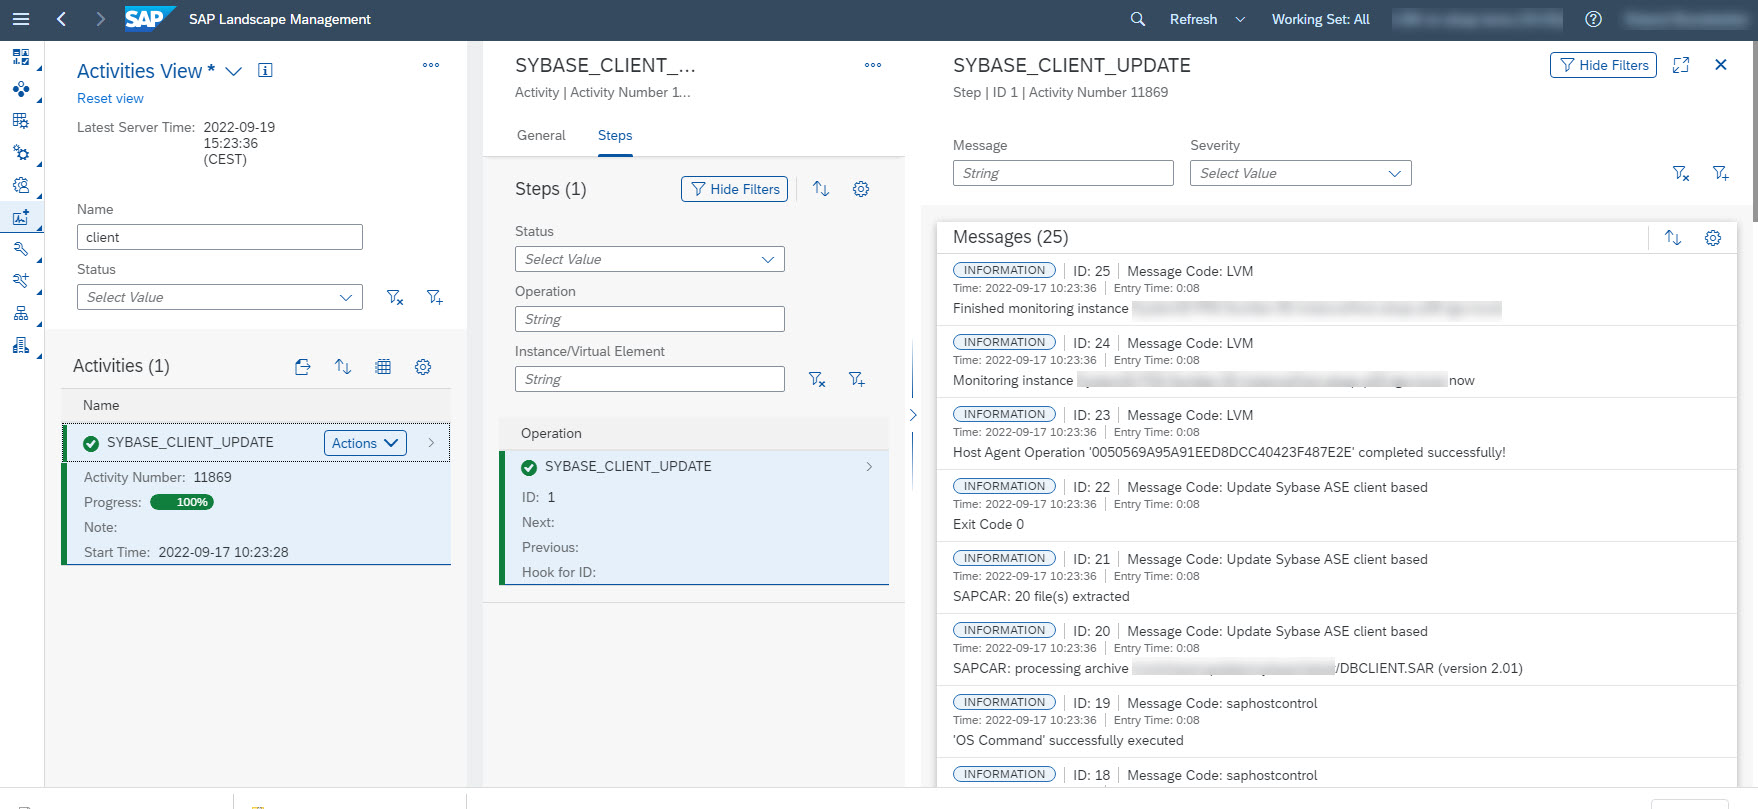 SAP SAP Landscape Management
Refresh
Working Set: All
Activities View *
Reset view
Latest Server Time: 2022-09-19
15:23:36
(CEST)
Name
client
Status
Select Value
Activities (1)
Name
SYBASE_CLIENT_UPDATE Actions
Activity Number: 11869
Progress: 100%
Note:
Start Time: 2022-09-17 10:23:28
SYBASE_CLIENT_...
Activity | Activity Number 1...
General Steps
Steps (1) Hide Filters
Status
Select Value
Operation
String
Instance/Virtual Element
String
Operation
SYBASE_CLIENT_UPDATE
ID: 1
Next:
Previous:
Hook for ID:
SYBASE_CLIENT_UPDATE Hide Filters
Step | ID 1 | Activity Number 11869
Message Severity
String Select Value
Messages (25)
INFORMATION ID: 25 Message Code: LVM
Time: 2022-09-17 10:23:36 Entry Time: 0:08
Finished monitoring instance
INFORMATION ID: 24 Message Code: LVM
Time: 2022-09-17 10:23:36 Entry Time: 0:08
Monitoring instance now
INFORMATION ID: 23 Message Code: LVM
Time: 2022-09-17 10:23:36 Entry Time: 0:08
Host Agent Operation '0050569A95A91EED8DCC40423F487E2E' completed successfully!
INFORMATION ID: 22 Message Code: Update Sybase ASE client based
Time: 2022-09-17 10:23:36 Entry Time: 0:08
Exit Code 0
INFORMATION ID: 21 Message Code: Update Sybase ASE client based
Time: 2022-09-17 10:23:36 Entry Time: 0:08
SAPCAR: 20 file(s) extracted
INFORMATION ID: 20 Message Code: Update Sybase ASE client based
Time: 2022-09-17 10:23:36 Entry Time: 0:08
SAPCAR: processing archive /DBCLIENT.SAR (version 2.01)
INFORMATION ID: 19 Message Code: saphostcontrol
Time: 2022-09-17 10:23:36 Entry Time: 0:08
'OS Command' successfully executed
INFORMATION ID: 18 Message Code: saphostcontrol